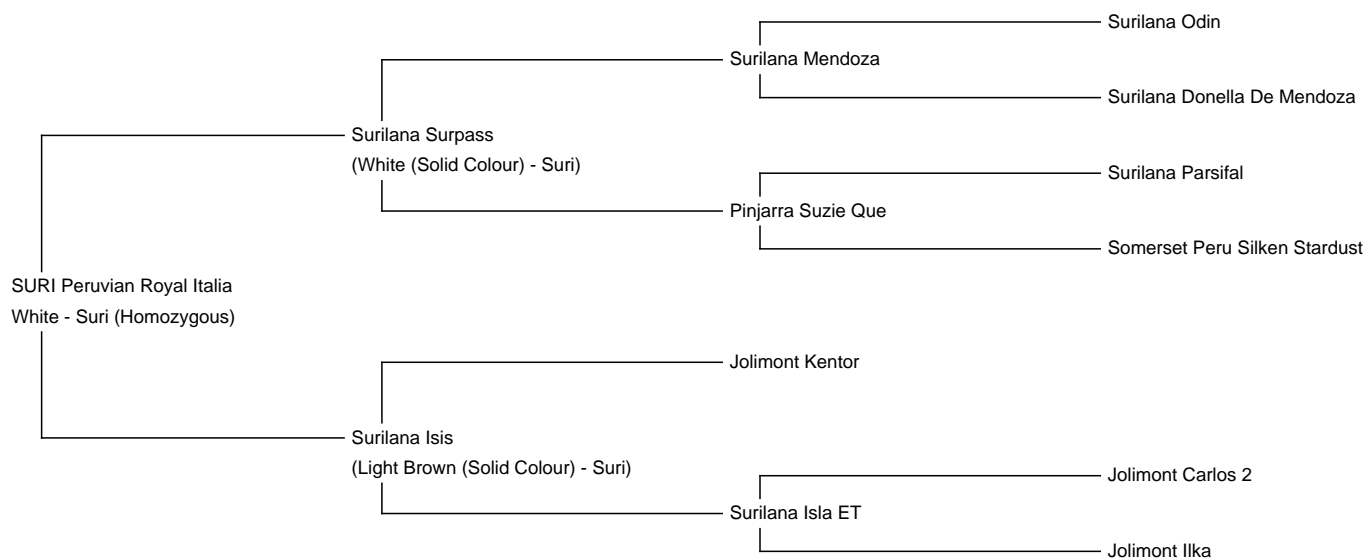 Surilana Odin
Surilana Mendoza
Surilana Donella De Mendoza
Surilana Surpass
(White (Solid Colour) - Suri)
Surilana Parsifal
Pinjarra Suzie Que
Somerset Peru Silken Stardust
SURI Peruvian Royal Italia
White - Suri (Homozygous)
Jolimont Kentor
Surilana Isis
(Light Brown (Solid Colour) - Suri)
Jolimont Carlos 2
Surilana Isla ET
Jolimont Ilka